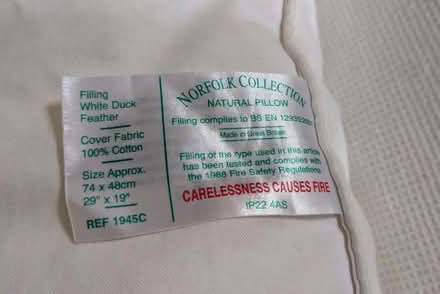 Filling
White Duck
Feather
Cover Fabric
100% Cotton
Size Approx.
74 x 48cm
29" x 19"
REF 1945C
NORFOLK COLLECTION
NATURAL PILLOW
Filling complies to BS EN 12935:2001
Made in Great Britain
Filling of the type used in this article
has been tested and complies with
the 1988 Fire Safety Regulations
CARELESSNESS CAUSES FIRE
IP22 4AS